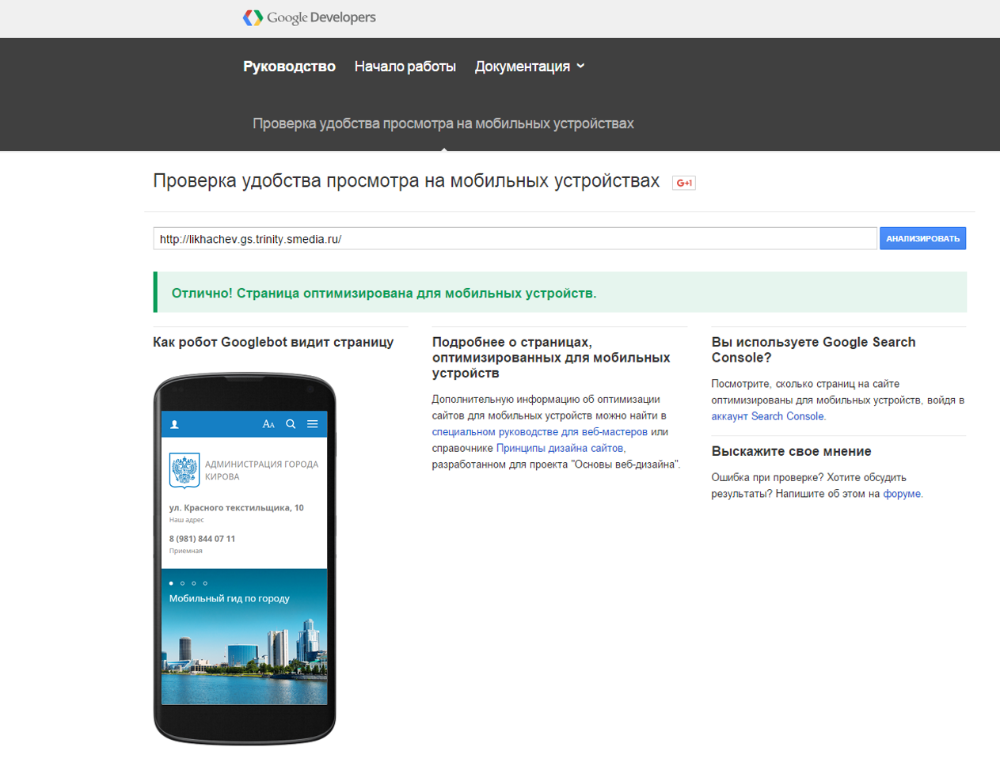 Google Developers
Руководство Начало работы Документация
Проверка удобства просмотра на мобильных устройствах
Проверка удобства просмотра на мобильных устройствах G+1
http://likhachev.gs.trinity.smedia.ru/ АНАЛИЗИРОВАТЬ
Отлично! Страница оптимизирована для мобильных устройств.
Как робот Googlebot видит страницу
AA
АДМИНИСТРАЦИЯ ГОРОДА
КИРОВА
ул. Красного текстильщика, 10
Наш адрес
8 (981) 844 07 11
Приемная
Мобильный гид по городу
Подробнее о страницах,
оптимизированных для мобильных
устройств
Дополнительную информацию об оптимизации
сайтов для мобильных устройств можно найти в
специальном руководстве для веб-мастеров или
справочнике Принципы дизайна сайтов,
разработанном для проекта "Основы веб-дизайна".
Вы используете Google Search
Console?
Посмотрите, сколько страниц на сайте
оптимизированы для мобильных устройств, войдя в
аккаунт Search Console.
Выскажите свое мнение
Ошибка при проверке? Хотите обсудить
результаты? Напишите об этом на форуме.